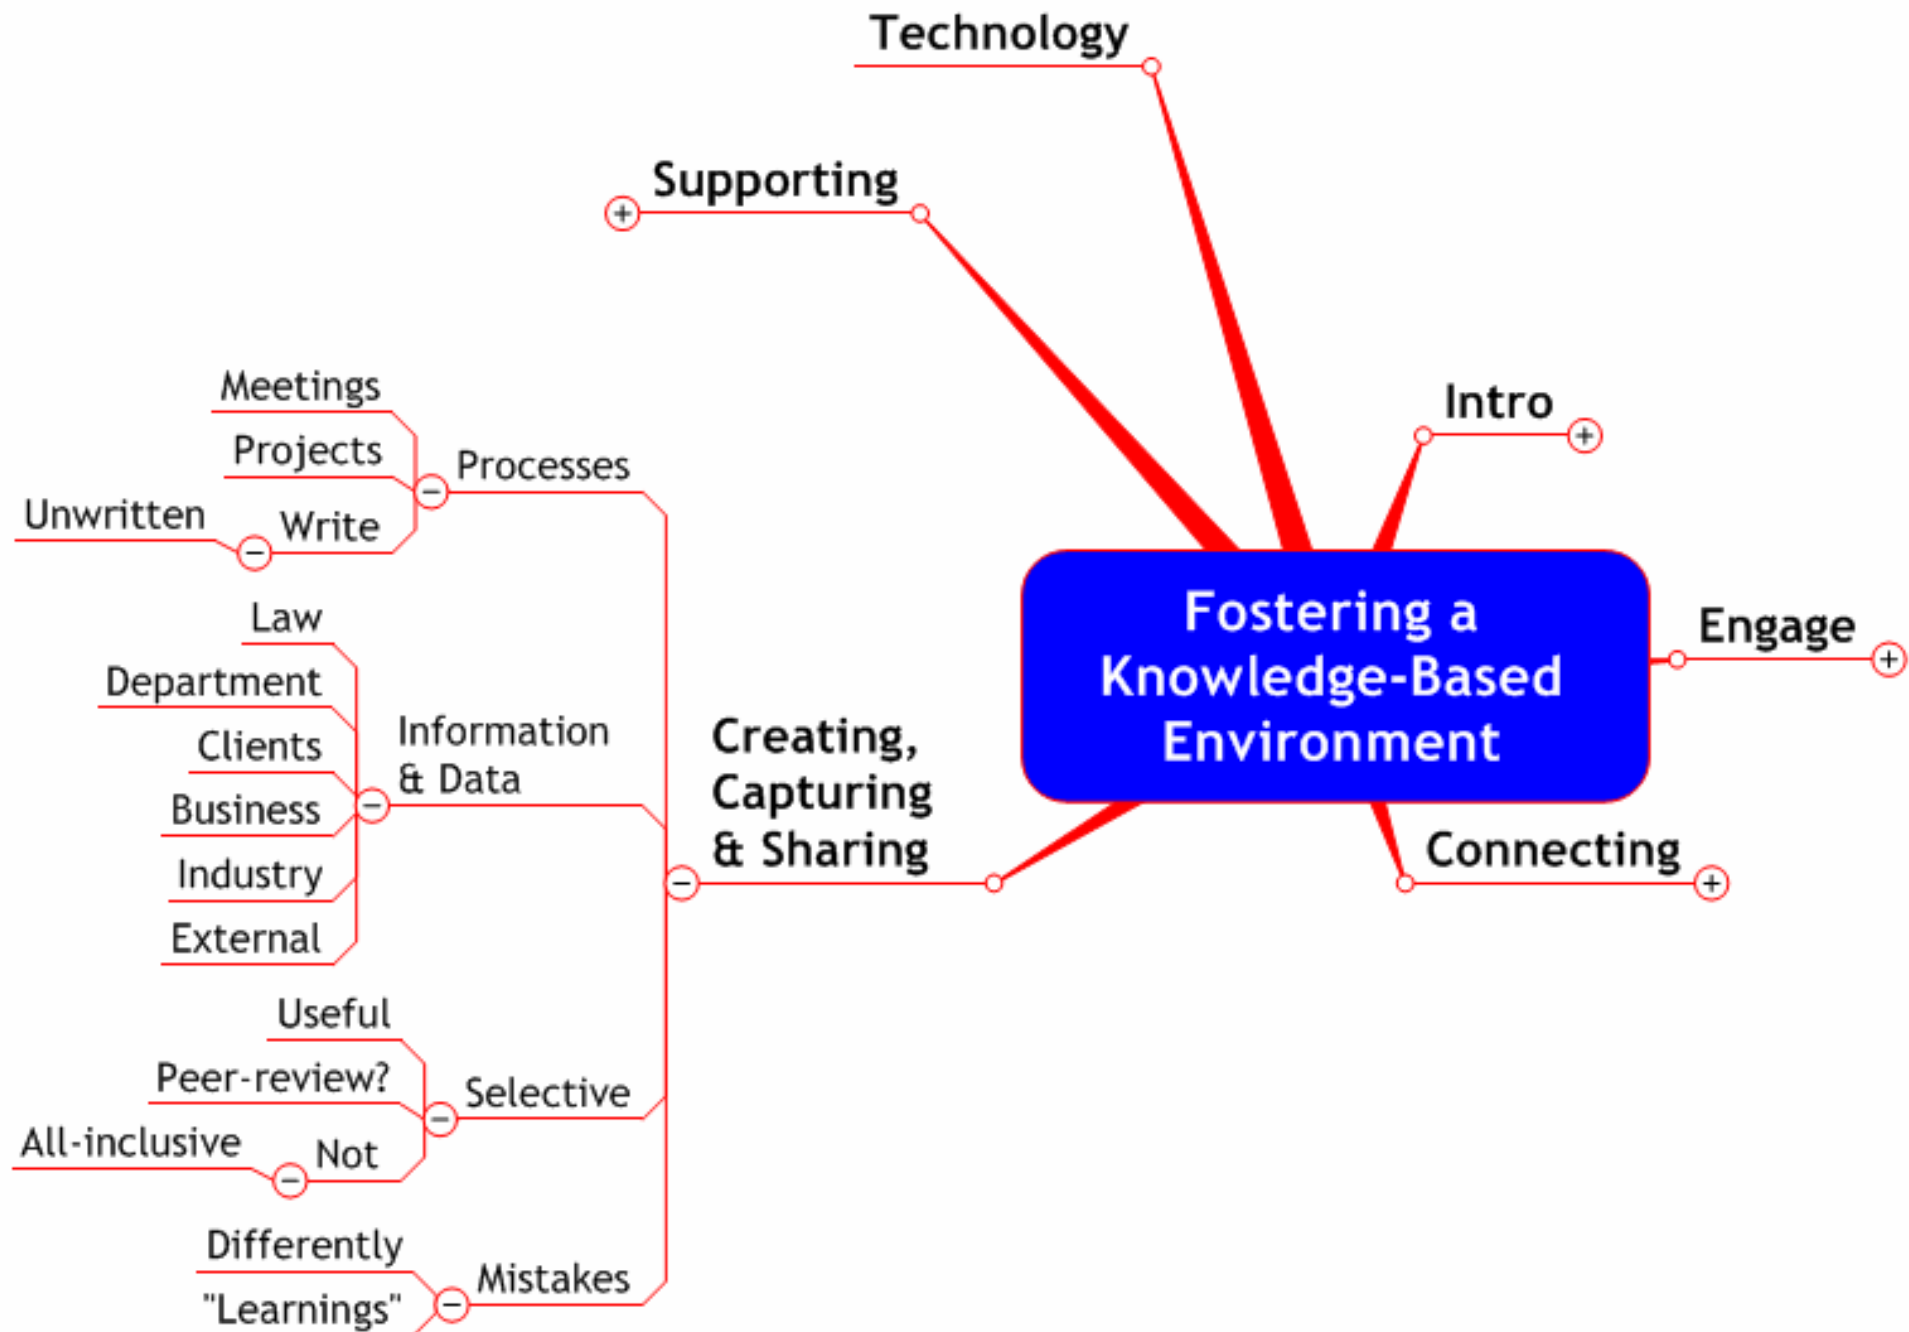 Technology
Supporting
Intro
Fostering a
Knowledge-Based
Environment
Engage
Connecting
Creating,
Capturing
& Sharing
Processes
Meetings
Projects
Write
Unwritten
Information
& Data
Law
Department
Clients
Business
Industry
External
Selective
Useful
Peer-review?
Not
All-inclusive
Mistakes
Differently
"Learnings"